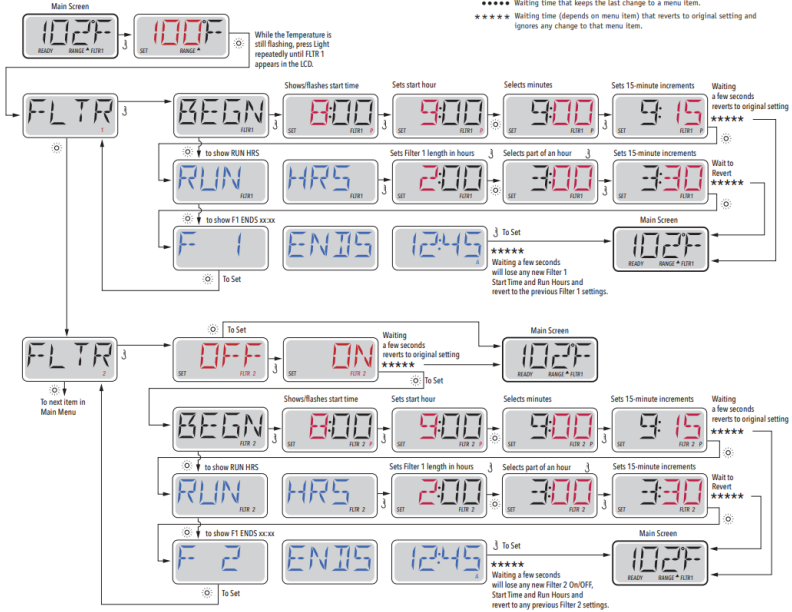 Main Screen
••••• Waiting time that keeps the last change to a menu item.
***** Waiting time (depends on menu item) that reverts to original setting and
ignores any change to that menu item.
102°F
READY RANGE FLTR1
100°F
SET RANGE
While the Temperature is
still flashing, press Light
repeatedly until FLTR 1
appears in the LCD.
Shows/flashes start time
Sets start hour
Selects minutes
Sets 15-minute increments
Waiting
a few seconds
reverts to original setting
*****
FLTR
1
BEGN
FLTR1
8:00
SET FLTR1 P
9:00
SET FLTR1 P
9:00
SET FLTR1 P
9:15
SET FLTR1 P
to show RUN HRS
Sets Filter 1 length in hours
Selects part of an hour
Sets 15-minute increments
Wait to
Revert
*****
RUN
FLTR1
HRS
FLTR1
2:00
SET FLTR1
3:00
SET FLTR1
3:30
SET FLTR1
to show F1 ENDS xx:xx
To Set
Main Screen
F 1
ENDS
12:45
A
*****
Waiting a few seconds
will lose any new Filter 1
Start Time and Run Hours and
revert to the previous Filter 1 settings.
102°F
READY RANGE FLTR1
To Set
To Set
Waiting
a few seconds
reverts to original setting
*****
Main Screen
FLTR
2
OFF
SET FLTR 2
ON
SET FLTR 2
102°F
READY RANGE FLTR1
To Set
To next item in
Main Menu
Shows/flashes start time
Sets start hour
Selects minutes
Sets 15-minute increments
Waiting
a few seconds
reverts to original setting
*****
BEGN
FLTR 2
8:00
SET FLTR 2 P
9:00
SET FLTR 2 P
9:00
SET FLTR 2 P
9:15
SET FLTR 2 P
to show RUN HRS
Sets Filter 1 length in hours
Selects part of an hour
Sets 15-minute increments
Wait to
Revert
*****
RUN
FLTR 2
HRS
FLTR 2
2:00
SET FLTR 2
3:00
SET FLTR 2
3:30
SET FLTR 2
to show F1 ENDS xx:xx
To Set
Main Screen
F 2
ENDS
12:45
A
*****
Waiting a few seconds
will lose any new Filter 2 On/OFF,
Start Time and Run Hours and
revert to any previous Filter 2 settings.
102°F
READY RANGE FLTR1
To Set